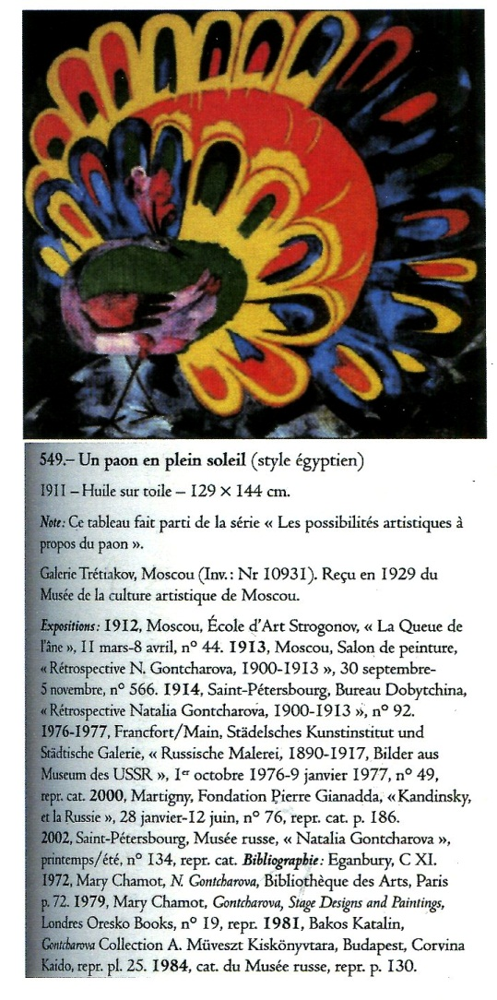 549.– Un paon en plein soleil (style égyptien)
1911 – Huile sur toile – 129 × 144 cm.
Note: Ce tableau fait parti de la série « Les possibilités artistiques à
propos du paon ».
Galerie Trétiakov, Moscou (Inv.: Nr 10931). Reçu en 1929 du
Musée de la culture artistique de Moscou.
Expositions: 1912, Moscou, École d'Art Strogonov, « La Queue de
l'âne », 11 mars-8 avril, n° 44. 1913, Moscou, Salon de peinture,
« Rétrospective N. Gontcharova, 1900-1913 », 30 septembre-
5 novembre, n° 566. 1914, Saint-Pétersbourg, Bureau Dobytchina,
« Rétrospective Natalia Gontcharova, 1900-1913 », n° 92.
1976-1977, Francfort/Main, Städelsches Kunstinstitut und
Städtische Galerie, « Russische Malerei, 1890-1917, Bilder aus
Museum des USSR », 1er octobre 1976-9 janvier 1977, n° 49,
repr. cat. 2000, Martigny, Fondation Pierre Gianadda, « Kandinsky,
et la Russie », 28 janvier-12 juin, n° 76, repr. cat. p. 186.
2002, Saint-Pétersbourg, Musée russe, « Natalia Gontcharova »,
printemps/été, n° 134, repr. cat. Bibliographie: Eganbury, C XI.
1972, Mary Chamot, N. Gontcharova, Bibliothèque des Arts, Paris
p. 72. 1979, Mary Chamot, Gontcharova, Stage Designs and Paintings,
Londres Oresko Books, n° 19, repr. 1981, Bakos Katalin,
Gontcharova Collection A. Müveszt Kiskönyvtara, Budapest, Corvina
Kaido, repr. pl. 25. 1984, cat. du Musée russe, repr. p. 130.